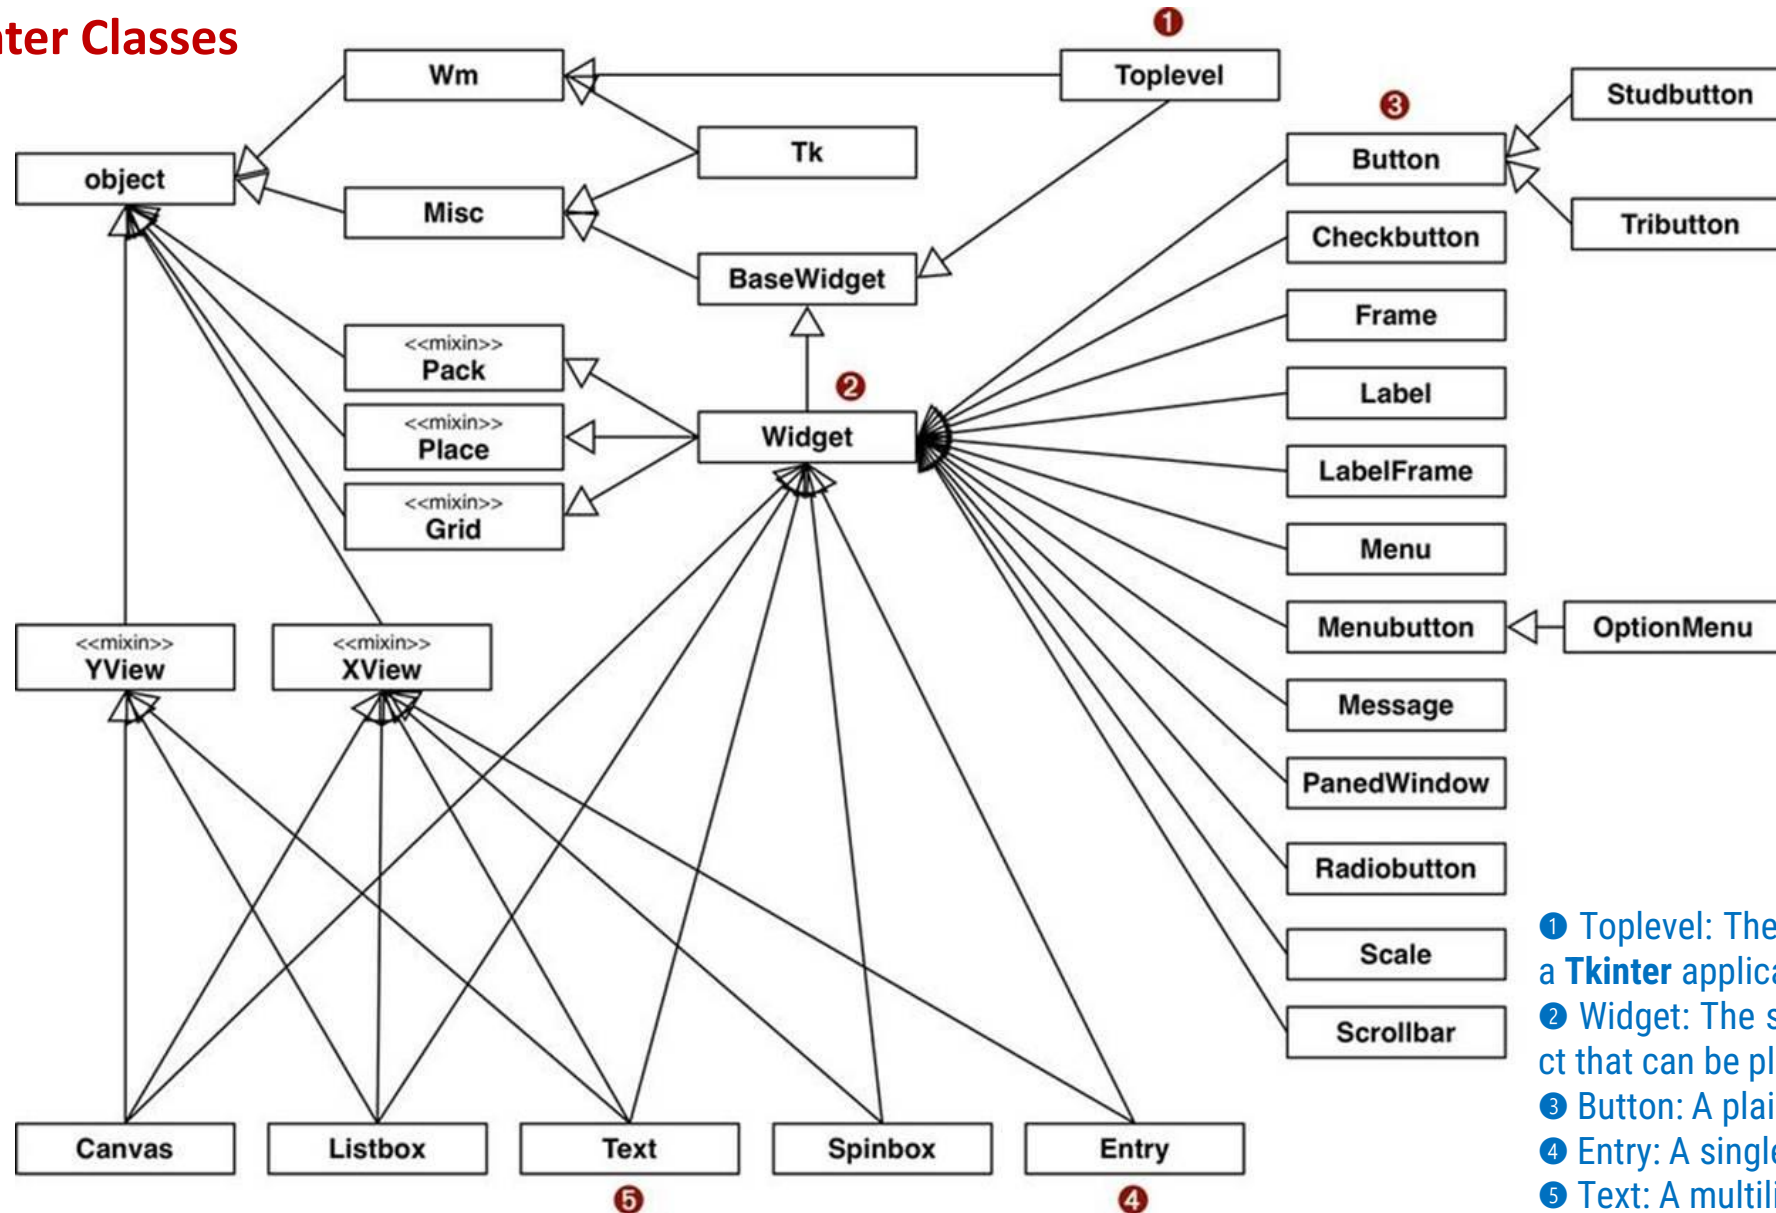 nter Classes
❶
Wm
Toplevel
Studbutton
❸
Tk
Button
object
Misc
Tributton
Checkbutton
BaseWidget
Frame
<<mixin>>
Pack
❷
Label
<<mixin>>
Place
Widget
LabelFrame
<<mixin>>
Grid
Menu
<<mixin>>
YView
<<mixin>>
XView
Menubutton
OptionMenu
Message
PanedWindow
Radiobutton
Scale
Scrollbar
Canvas
Listbox
Text
Spinbox
Entry
❺
❹
❶ Toplevel: The
a Tkinter applica
❷ Widget: The s
ct that can be pl
❸ Button: A plai
❹ Entry: A single
❺ Text: A multili